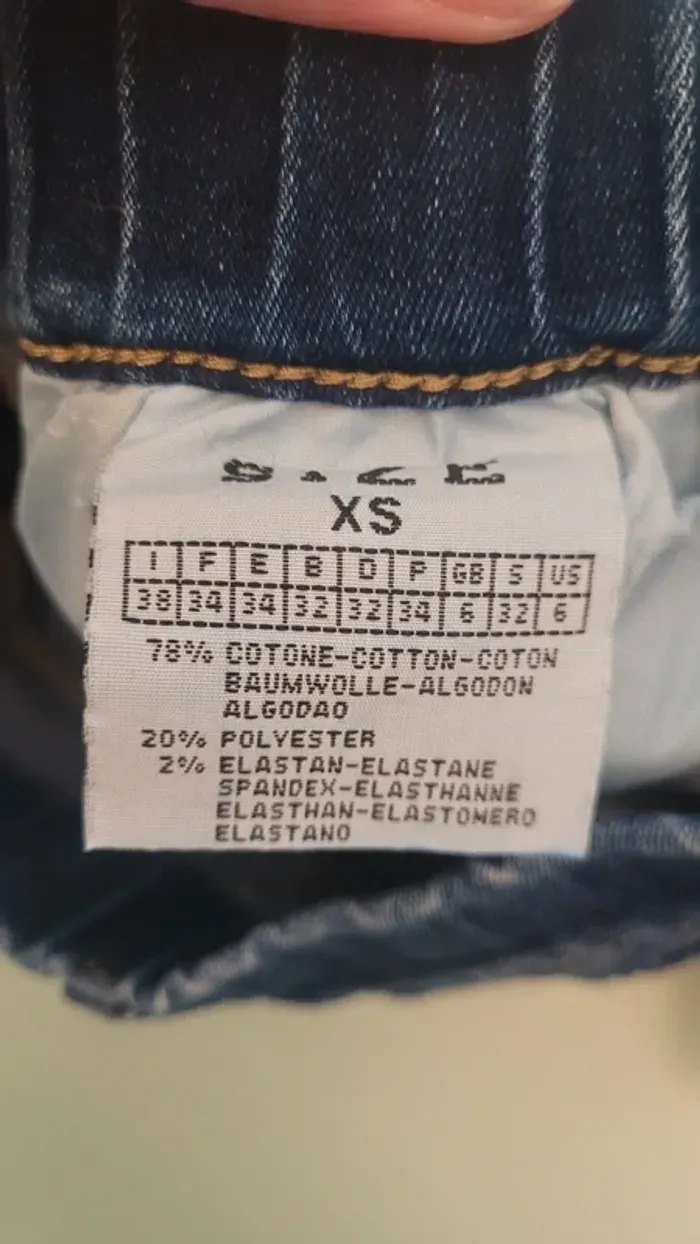 SIZE
XS
I F E B D P GB S US
38 34 34 32 32 34 6 32 6
78% COTONE-COTTON-COTON
BAUMWOLLE-ALGODON
ALGODAO
20% POLYESTER
2% ELASTAN-ELASTANE
SPANDEX-ELASTHANNE
ELASTHAN-ELASTOMERO
ELASTANO